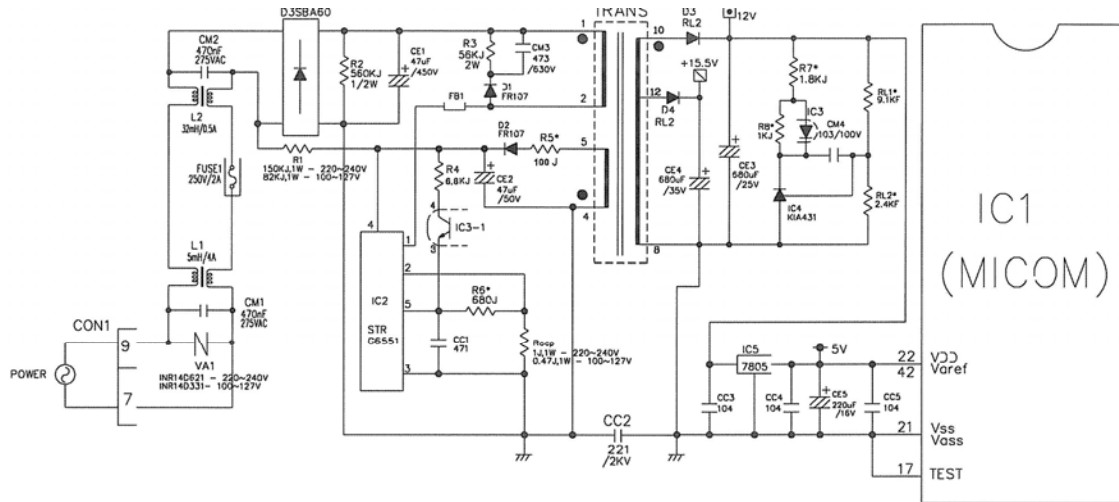 D3SBA60
CM2
470nF
275VAC
L2
32mH/0.5A
FUSE1
250V/2A
L1
5mH/4A
CM1
470nF
275VAC
CON1
9
7
POWER
VA1
INR14D621 - 220~240V
INR14D331 - 100~127V
R2
560KJ
1/2W
CE1
47uF
/450V
R3
56KJ
2W
CM3
473
/630V
D1
FR107
FB1
R1
150KJ,1W - 220~240V
82KJ,1W - 100~127V
R4
6.8KJ
D2
FR107
R5*
100 J
CE2
47uF
/50V
IC3-1
4
3
4
1
2
5
3
IC2
STR
G6551
R6*
680J
CC1
471
Rocp
1J,1W - 220~240V
0.47J,1W - 100~127V
CC2
221
/2KV
TRANS
1
2
5
4
10
12
8
D3
RL2
12V
+15.5V
D4
RL2
CE4
680uF
/35V
CE3
680uF
/25V
R7*
1.8KJ
R8*
1KJ
IC3
CM4
/103/100V
RL1*
9.1KF
IC4
KIA431
RL2*
2.4KF
IC5
7805
5V
CC3
104
CC4
104
CE5
220uF
/16V
CC5
104
IC1
(MICOM)
22
42
VDD
Varef
21
Vss
Vass
17
TEST